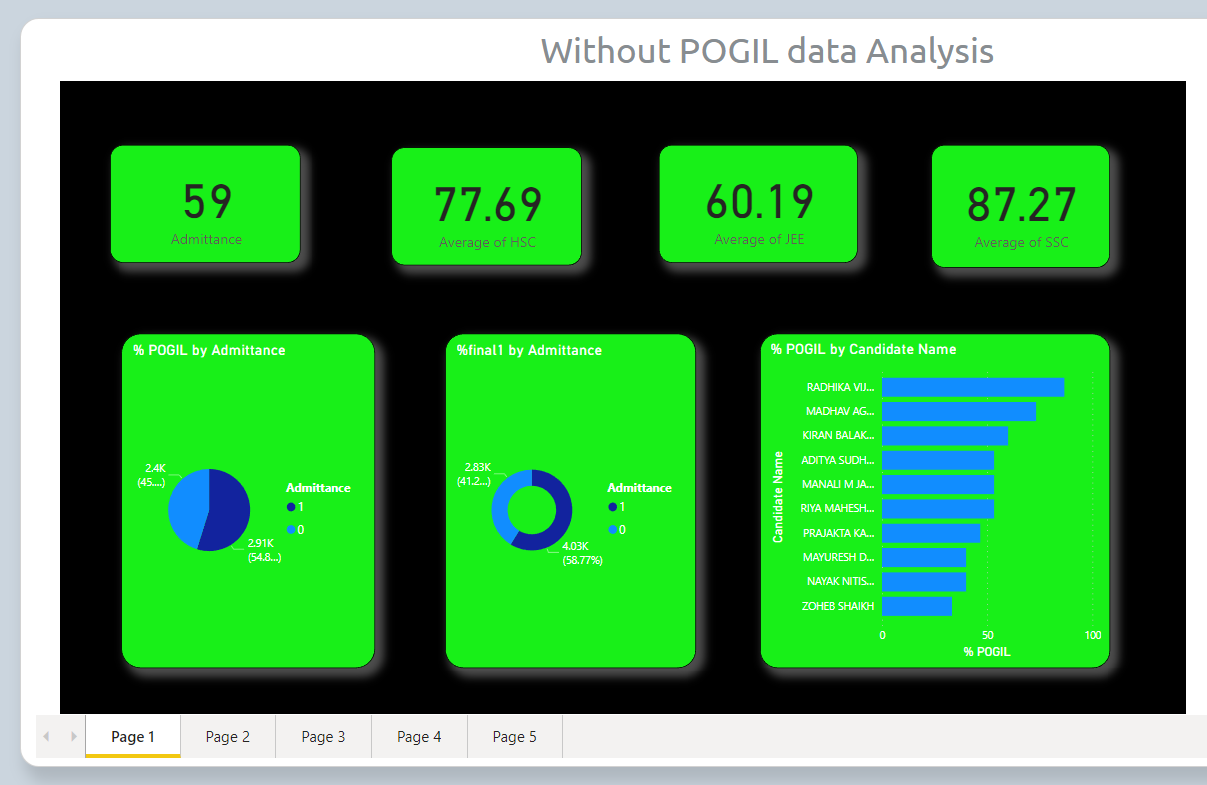 Without POGIL data Analysis
59
Admittance
77.69
Average of HSC
60.19
Average of JEE
87.27
Average of SSC
% POGIL by Admittance
2.4K
(45....)
2.91K
(54.8...)
Admittance
1
0
%final1 by Admittance
2.83K
(41.2...)
4.03K
(58.77%)
Admittance
1
0
% POGIL by Candidate Name
Candidate Name
RADHIKA VIJ...
MADHAV AG...
KIRAN BALAK...
ADITYA SUDH...
MANALI M JA...
RIYA MAHESH...
PRAJAKTA KA...
MAYURESH D...
NAYAK NITIS...
ZOHEB SHAIKH
0 50 100
% POGIL
Page 1 Page 2 Page 3 Page 4 Page 5